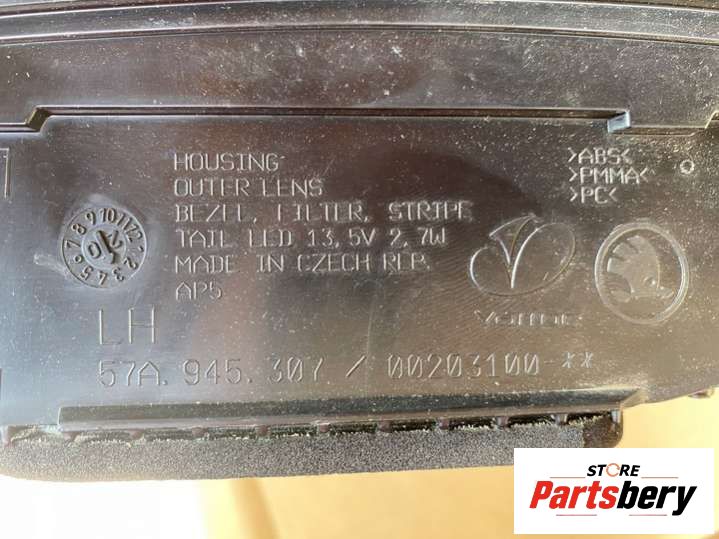 HOUSING >ABS<
OUTER LENS >PMMA<
BEZEL, FILTER, STRIPE >PC<
TAIL LED 13,5V 2,7W
MADE IN CZECH REP.
AP5
LH
57A.945.307 / 00203100-**
STORE
Partsbery